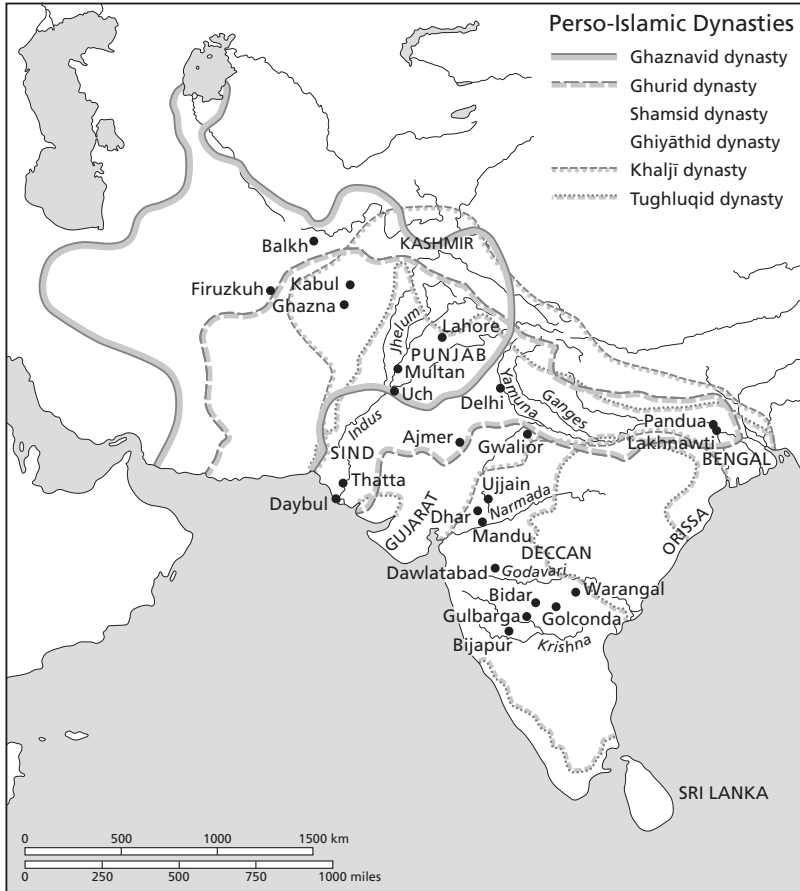 Perso-Islamic Dynasties
Ghaznavid dynasty
Ghurid dynasty
Shamsid dynasty
Ghiyāthid dynasty
Khaljī dynasty
Tughluqid dynasty
Balkh
KASHMIR
Firuzkuh
Kabul
Ghazna
Jhelum
Lahore
PUNJAB
Multan
Uch
Delhi
Yamuna
Ganges
Indus
Ajmer
Gwalior
Pandua
Lakhnawti
BENGAL
SIND
Thatta
Daybul
Ujjain
Narmada
Dhar
Mandu
GUJARAT
ORISSA
DECCAN
Dawlatabad
Godavari
Warangal
Bidar
Gulbarga
Golconda
Bijapur
Krishna
SRI LANKA
0 500 1000 1500 km
0 250 500 750 1000 miles